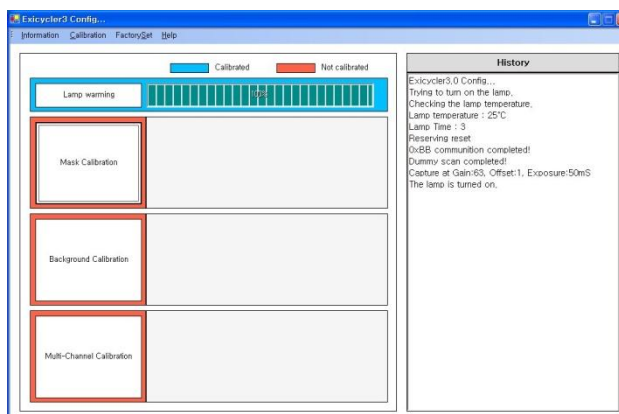 Exicycler3 Config...
Information Calibration FactorySet Help
Calibrated Not calibrated
Lamp warming 100%
Mask Calibration
Background Calibration
Multi-Channel Calibration
History
Exicycler3,0 Config...
Trying to turn on the lamp,
Checking the lamp temperature,
Lamp temperature : 25°C
Lamp Time : 3
Reserving reset
0xBB communition completed!
Dummy scan completed!
Capture at Gain:63, Offset:1, Exposure:50mS
The lamp is turned on,